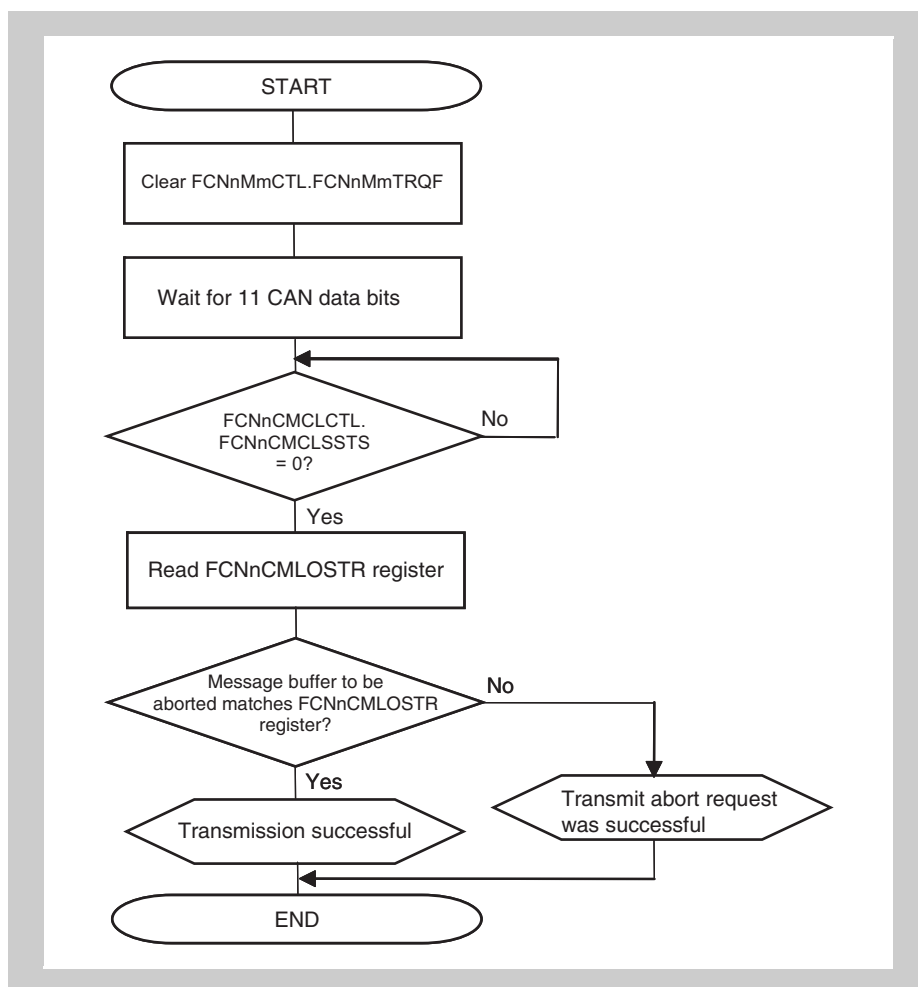 START
Clear FCNnMmCTL.FCNnMmTRQF
Wait for 11 CAN data bits
FCNnCMCLCTL.
FCNnCMCLSSTS
= 0?
No
Yes
Read FCNnCMLOSTR register
Message buffer to be
aborted matches FCNnCMLOSTR
register?
No
Yes
Transmit abort request
was successful
Transmission successful
END